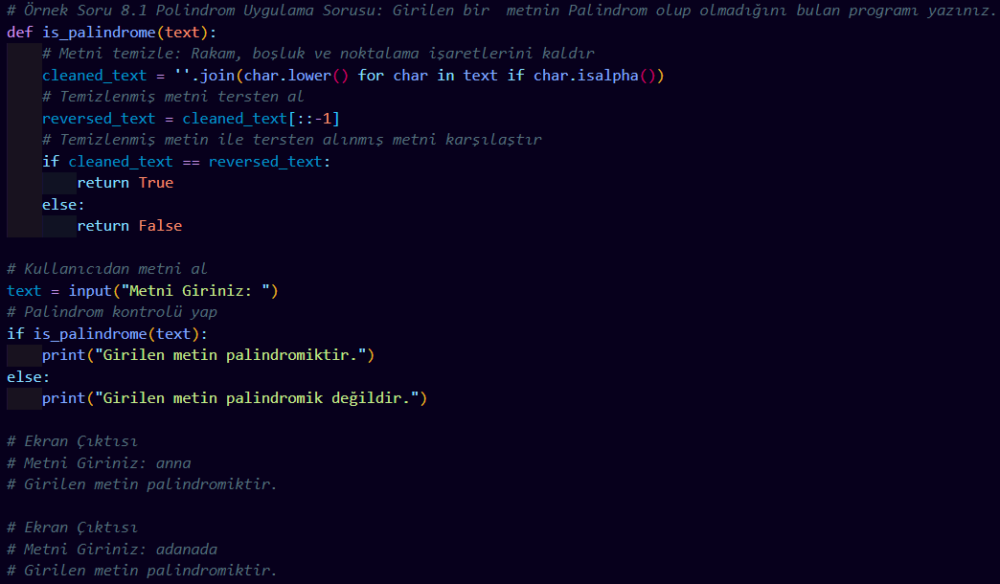 # Örnek Soru 8.1 Polindrom Uygulama Sorusu: Girilen bir  metnin Palindrom olup olmadığını bulan programı yazınız.
def is_palindrome(text):
    # Metni temizle: Rakam, boşluk ve noktalama işaretlerini kaldır
    cleaned_text = ''.join(char.lower() for char in text if char.isalpha())
    # Temizlenmiş metni tersten al
    reversed_text = cleaned_text[::-1]
    # Temizlenmiş metin ile tersten alınmış metni karşılaştır
    if cleaned_text == reversed_text:
        return True
    else:
        return False

# Kullanıcıdan metni al
text = input("Metni Giriniz: ")
# Palindrom kontrolü yap
if is_palindrome(text):
    print("Girilen metin palindromiktir.")
else:
    print("Girilen metin palindromik değildir.")

# Ekran Çıktısı
# Metni Giriniz: anna
# Girilen metin palindromiktir.

# Ekran Çıktısı
# Metni Giriniz: adanada
# Girilen metin palindromiktir.